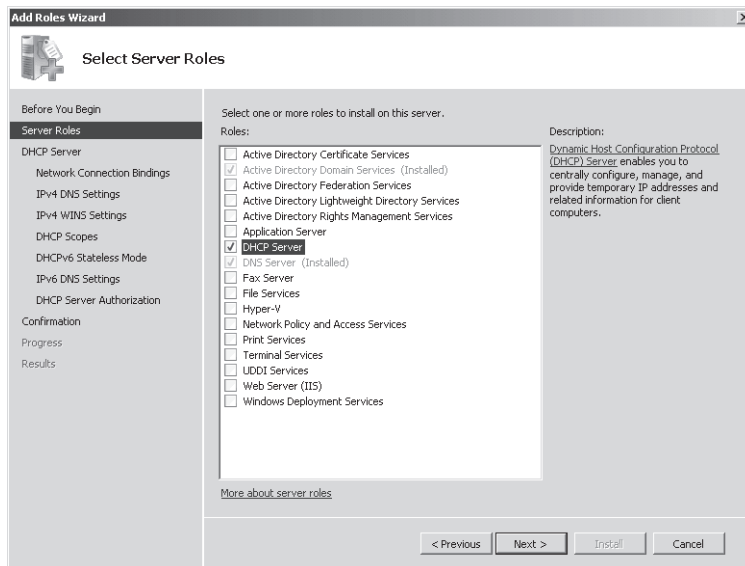 Add Roles Wizard
Select Server Roles
Before You Begin
Server Roles
DHCP Server
Network Connection Bindings
IPv4 DNS Settings
IPv4 WINS Settings
DHCP Scopes
DHCPv6 Stateless Mode
IPv6 DNS Settings
DHCP Server Authorization
Confirmation
Progress
Results
Select one or more roles to install on this server.
Roles:
Active Directory Certificate Services
Active Directory Domain Services (Installed)
Active Directory Federation Services
Active Directory Lightweight Directory Services
Active Directory Rights Management Services
Application Server
DHCP Server
DNS Server (Installed)
Fax Server
File Services
Hyper-V
Network Policy and Access Services
Print Services
Terminal Services
UDDI Services
Web Server (IIS)
Windows Deployment Services
More about server roles
Description:
Dynamic Host Configuration Protocol
(DHCP) Server enables you to
centrally configure, manage, and
provide temporary IP addresses and
related information for client
computers.
< Previous
Next >
Install
Cancel